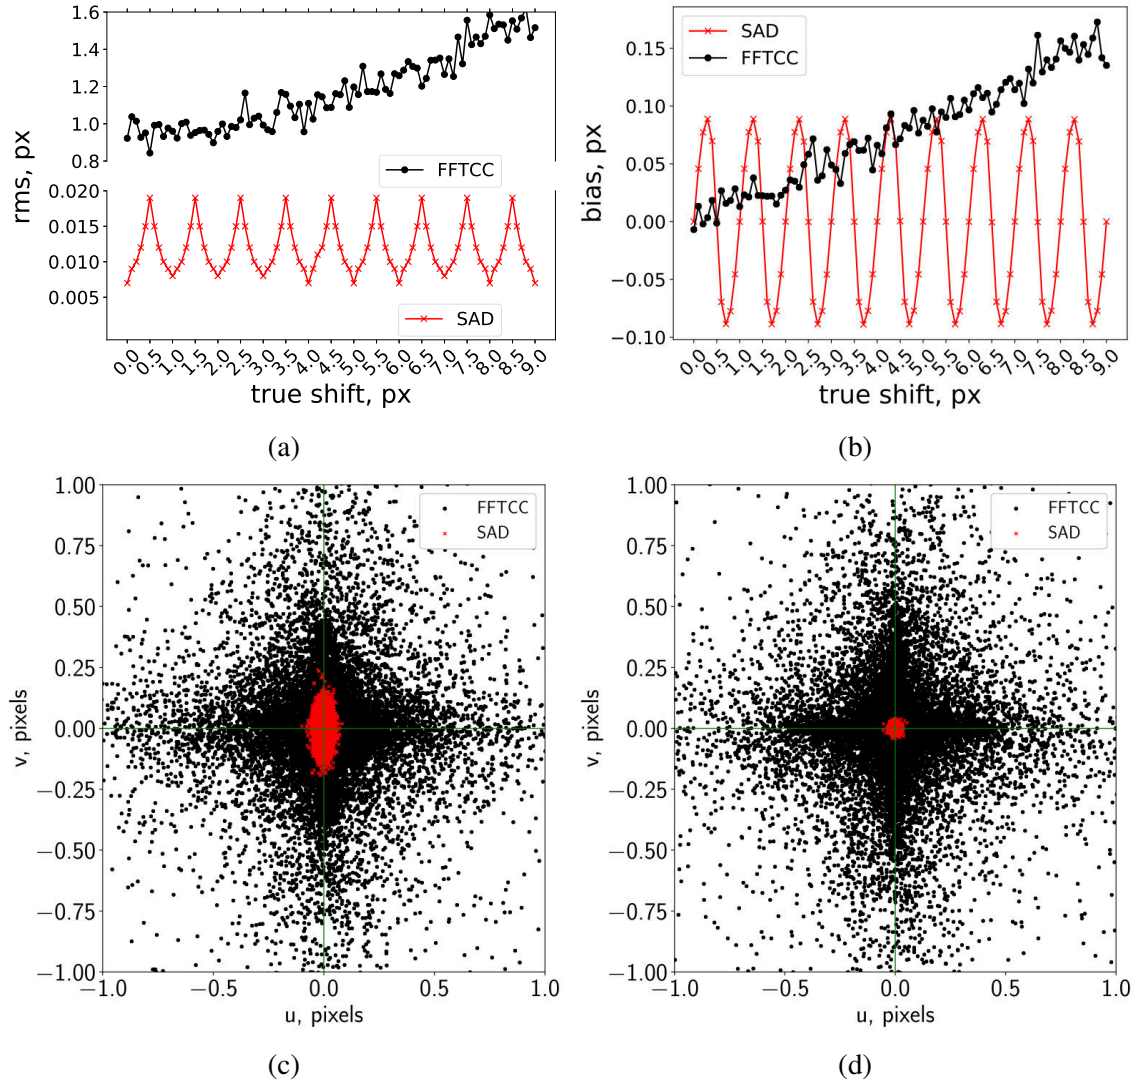 1.6
1.4
1.2
1.0
0.8
FFTCC
0.020
0.015
0.010
0.005
SAD
rms, px
0.0 0.5 1.0 1.5 2.0 2.5 3.0 3.5 4.0 4.5 5.0 5.5 6.0 6.5 7.0 7.5 8.0 8.5 9.0
true shift, px
(a)
SAD
FFTCC
0.15
0.10
0.05
0.00
−0.05
−0.10
bias, px
0.0 0.5 1.0 1.5 2.0 2.5 3.0 3.5 4.0 4.5 5.0 5.5 6.0 6.5 7.0 7.5 8.0 8.5 9.0
true shift, px
(b)
1.00
0.75
0.50
0.25
0.00
−0.25
−0.50
−0.75
−1.00
v, pixels
FFTCC
SAD
−1.0 −0.5 0.0 0.5 1.0
u, pixels
(c)
1.00
0.75
0.50
0.25
0.00
−0.25
−0.50
−0.75
−1.00
v, pixels
FFTCC
SAD
−1.0 −0.5 0.0 0.5 1.0
u, pixels
(d)